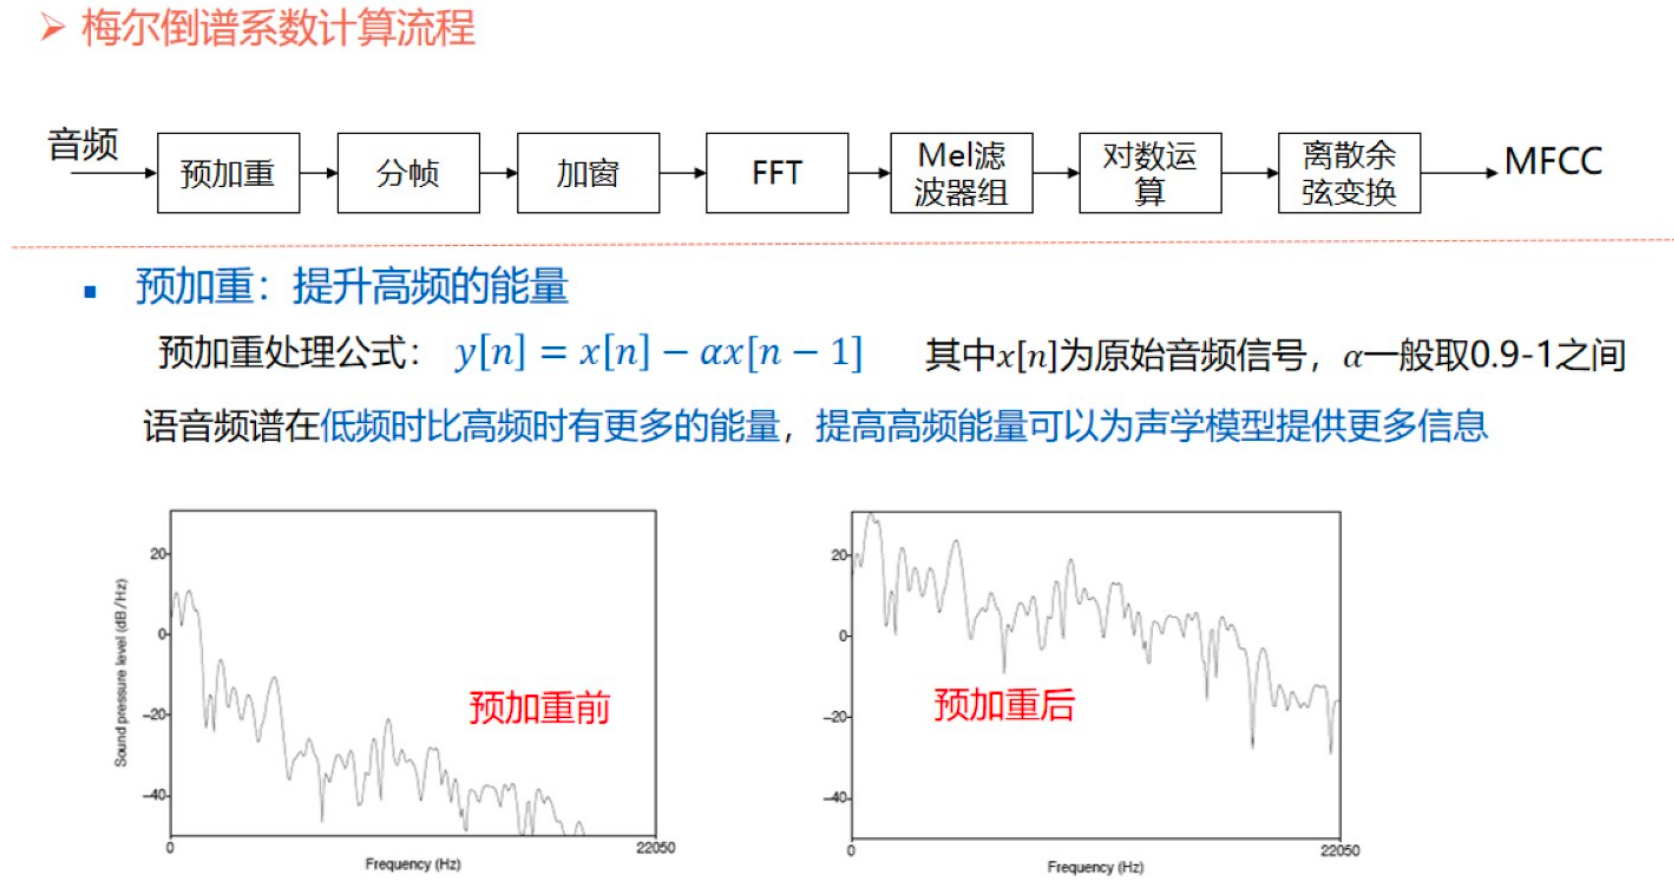 ➢ 梅尔倒谱系数计算流程
音频
预加重
分帧
加窗
FFT
Mel滤
波器组
对数运
算
离散余
弦变换
MFCC
▪ 预加重：提升高频的能量
预加重处理公式： y[n] = x[n] − αx[n − 1] 其中x[n]为原始音频信号，α一般取0.9-1之间
语音频谱在低频时比高频时有更多的能量，提高高频能量可以为声学模型提供更多信息
Sound pressure level (dB/Hz)
20
0
−20
−40
预加重前
0
22050
Frequency (Hz)
20
0
−20
−40
预加重后
0
22050
Frequency (Hz)